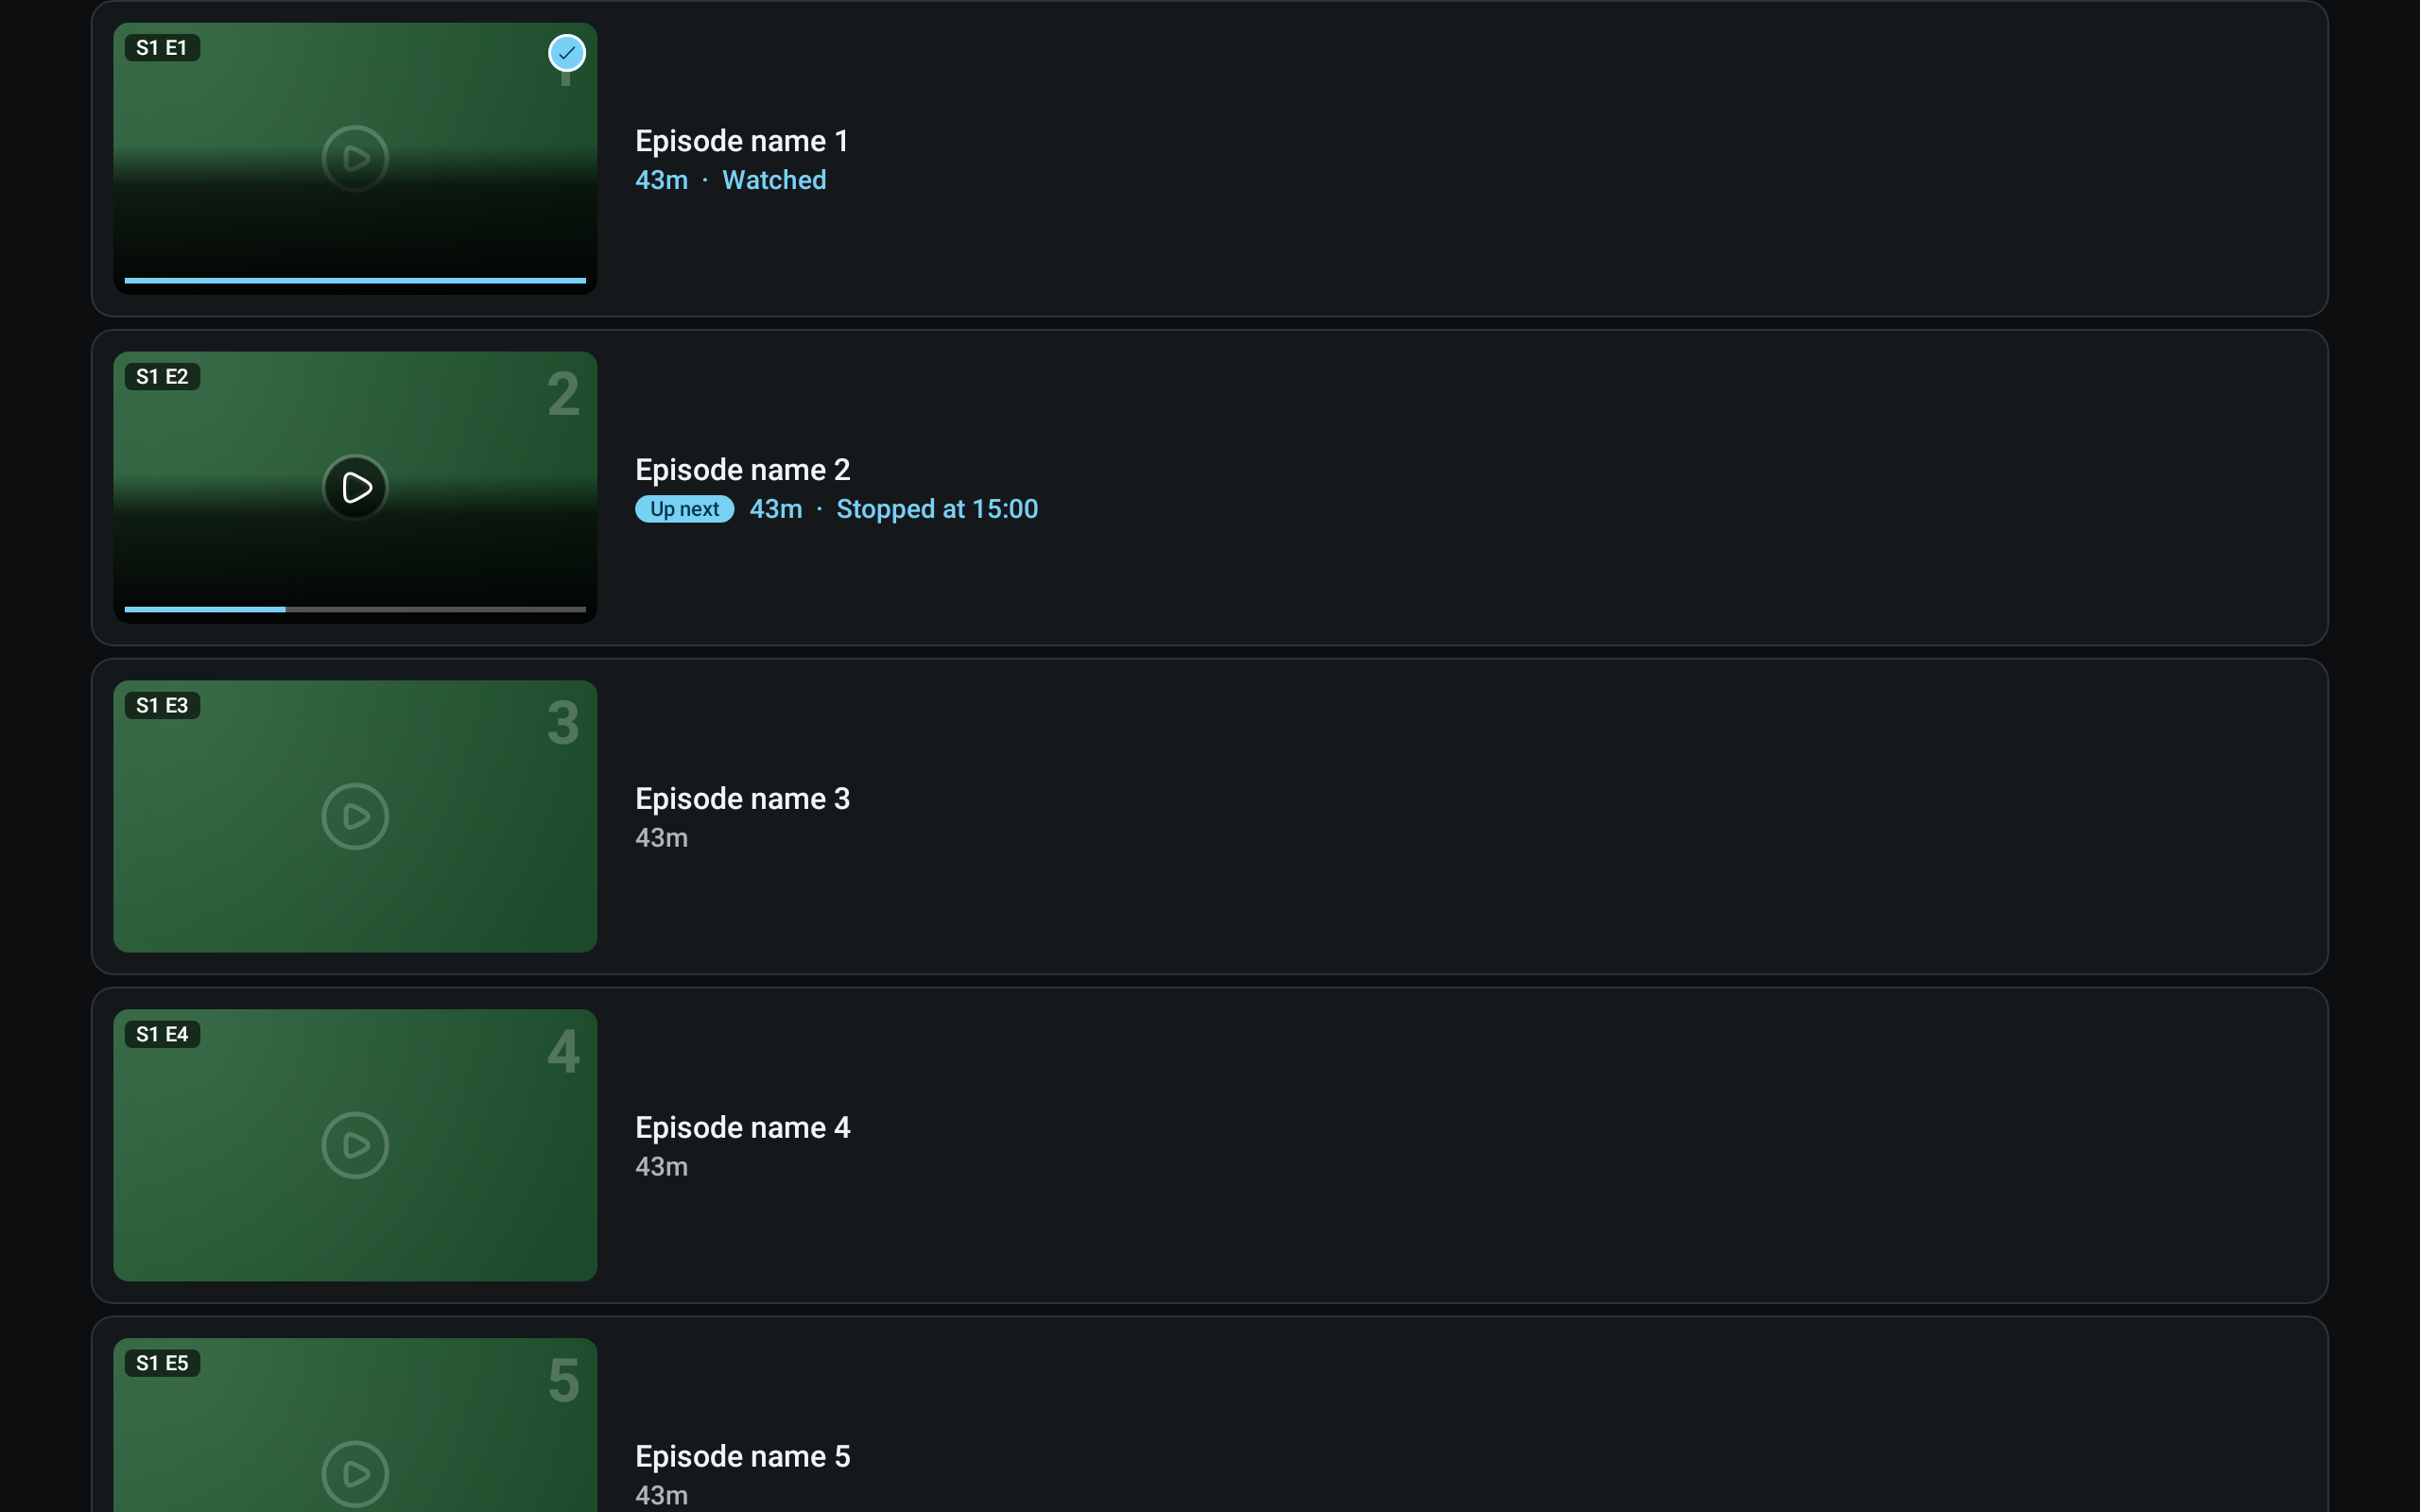 S1 E1
Episode name 1
43m · Watched
S1 E2
2
Episode name 2
Up next 43m · Stopped at 15:00
S1 E3
3
Episode name 3
43m
S1 E4
4
Episode name 4
43m
S1 E5
5
Episode name 5
43m